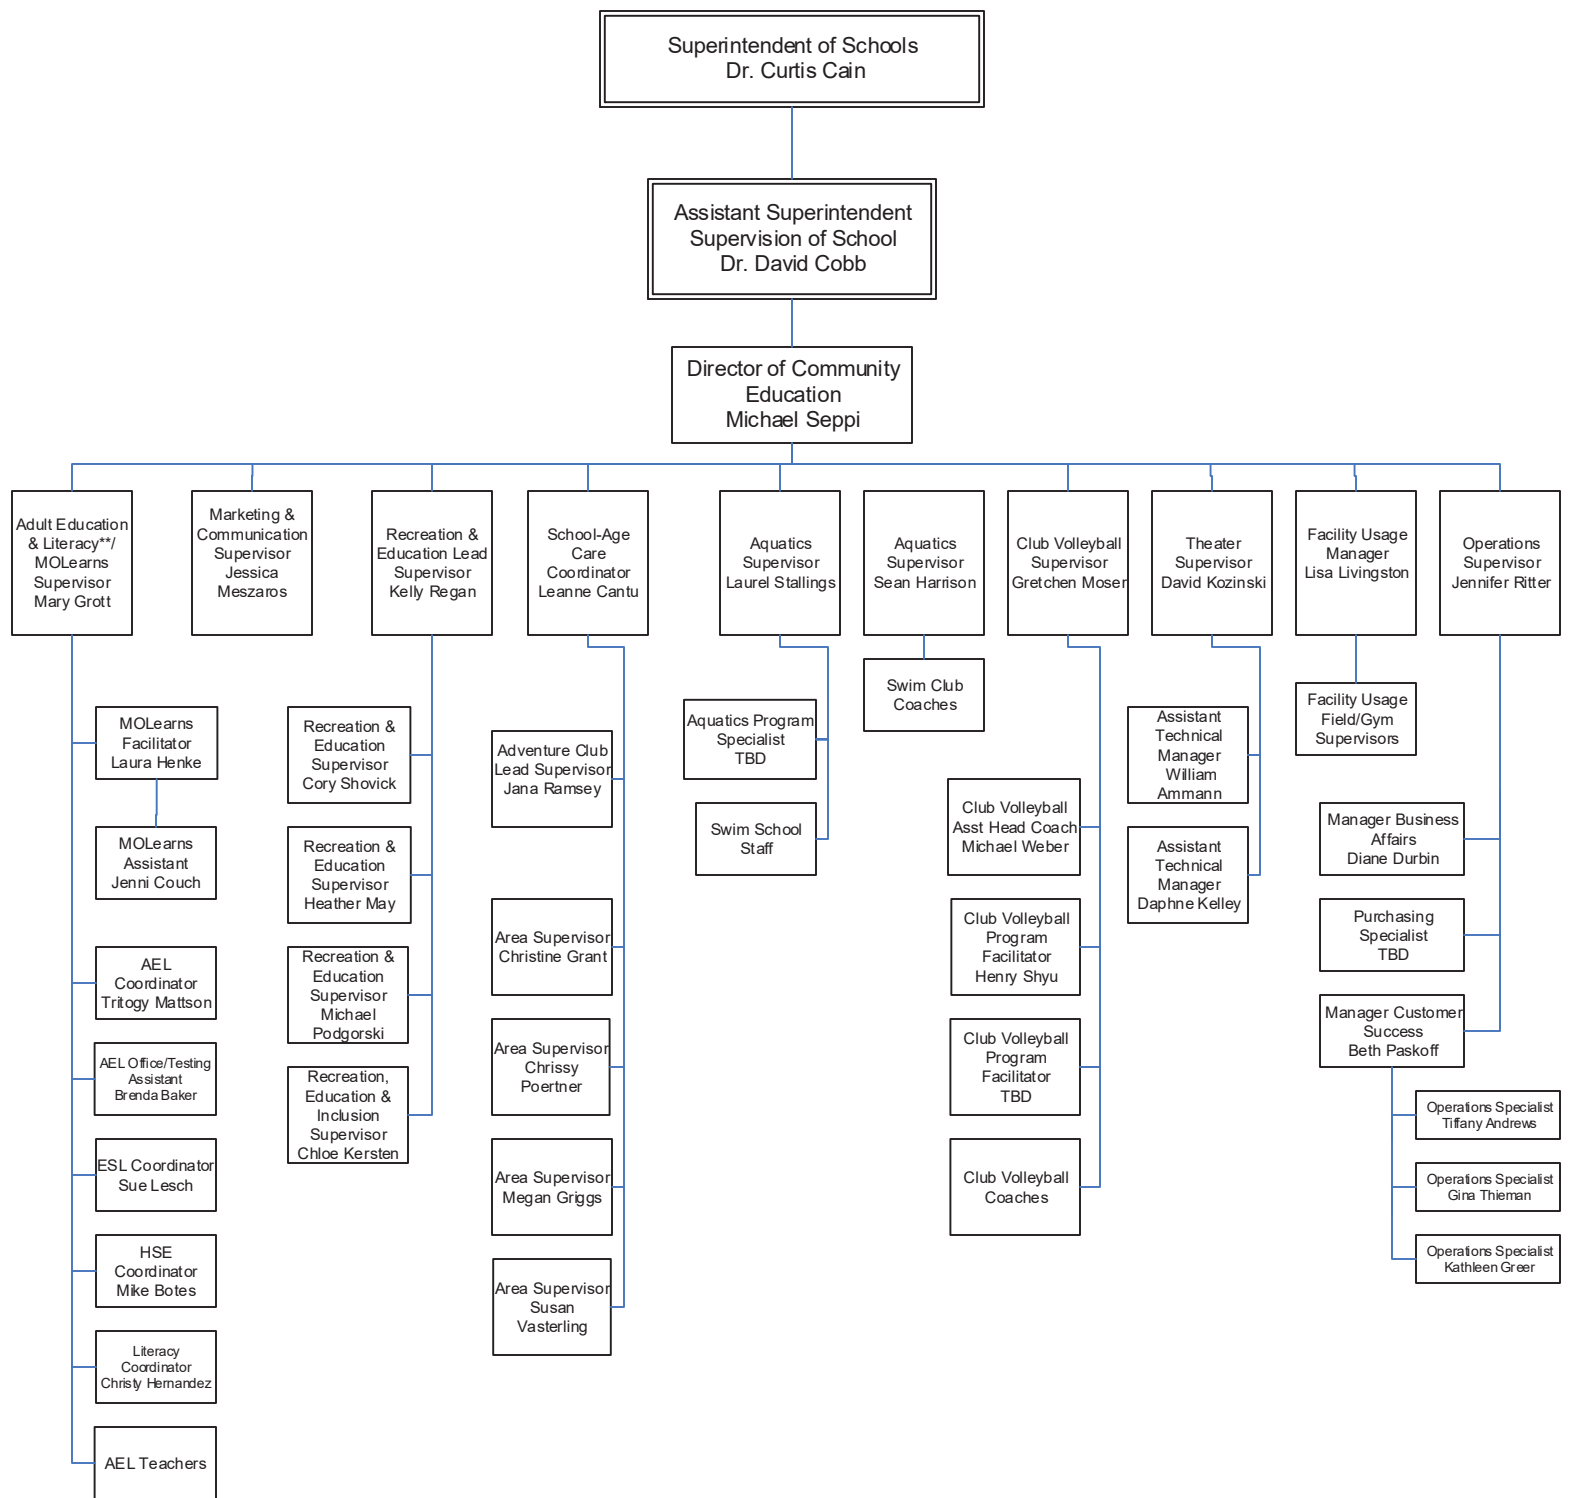 Superintendent of Schools
Dr. Curtis Cain
Assistant Superintendent
Supervision of School
Dr. David Cobb
Director of Community
Education
Michael Seppi
Adult Education
& Literacy**/
MOLearns
Supervisor
Mary Grott
Marketing &
Communication
Supervisor
Jessica
Meszaros
Recreation &
Education Lead
Supervisor
Kelly Regan
School-Age
Care
Coordinator
Leanne Cantu
Aquatics
Supervisor
Laurel Stallings
Aquatics
Supervisor
Sean Harrison
Club Volleyball
Supervisor
Gretchen Moser
Theater
Supervisor
David Kozinski
Facility Usage
Manager
Lisa Livingston
Operations
Supervisor
Jennifer Ritter
MOLearns
Facilitator
Laura Henke
MOLearns
Assistant
Jenni Couch
AEL
Coordinator
Tritogy Mattson
AEL Office/Testing
Assistant
Brenda Baker
ESL Coordinator
Sue Lesch
HSE
Coordinator
Mike Botes
Literacy
Coordinator
Christy Hernandez
AEL Teachers
Recreation &
Education
Supervisor
Cory Shovick
Recreation &
Education
Supervisor
Heather May
Recreation &
Education
Supervisor
Michael
Podgorski
Recreation,
Education &
Inclusion
Supervisor
Chloe Kersten
Adventure Club
Lead Supervisor
Jana Ramsey
Area Supervisor
Christine Grant
Area Supervisor
Chrissy
Poertner
Area Supervisor
Megan Griggs
Area Supervisor
Susan
Vasterling
Aquatics Program
Specialist
TBD
Swim School
Staff
Swim Club
Coaches
Club Volleyball
Asst Head Coach
Michael Weber
Club Volleyball
Program
Facilitator
Henry Shyu
Club Volleyball
Program
Facilitator
TBD
Club Volleyball
Coaches
Assistant
Technical
Manager
William
Ammann
Assistant
Technical
Manager
Daphne Kelley
Facility Usage
Field/Gym
Supervisors
Manager Business
Affairs
Diane Durbin
Purchasing
Specialist
TBD
Manager Customer
Success
Beth Paskoff
Operations Specialist
Tiffany Andrews
Operations Specialist
Gina Thieman
Operations Specialist
Kathleen Greer